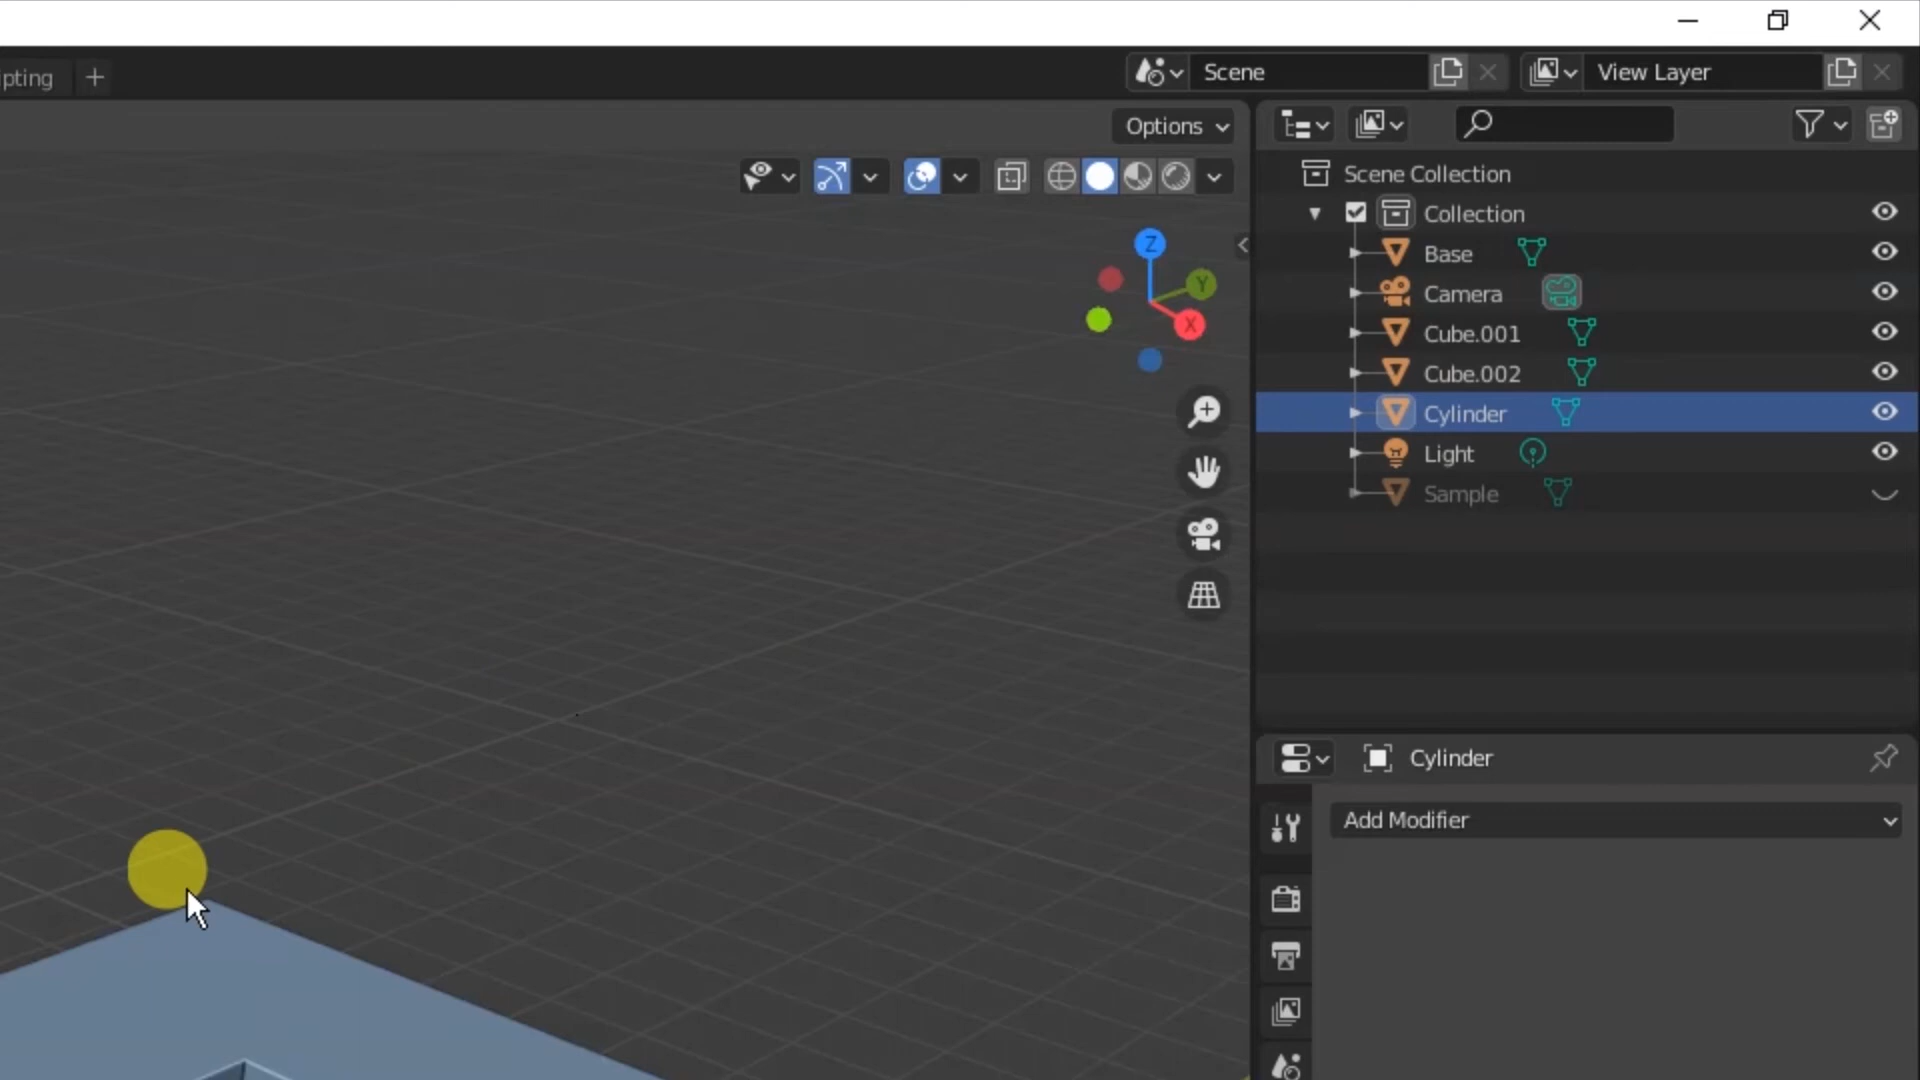 ipting +
Scene
View Layer
Options
Scene Collection
Collection
Base
Camera
Cube.001
Cube.002
Cylinder
Light
Sample
Z
Y
X
Cylinder
Add Modifier